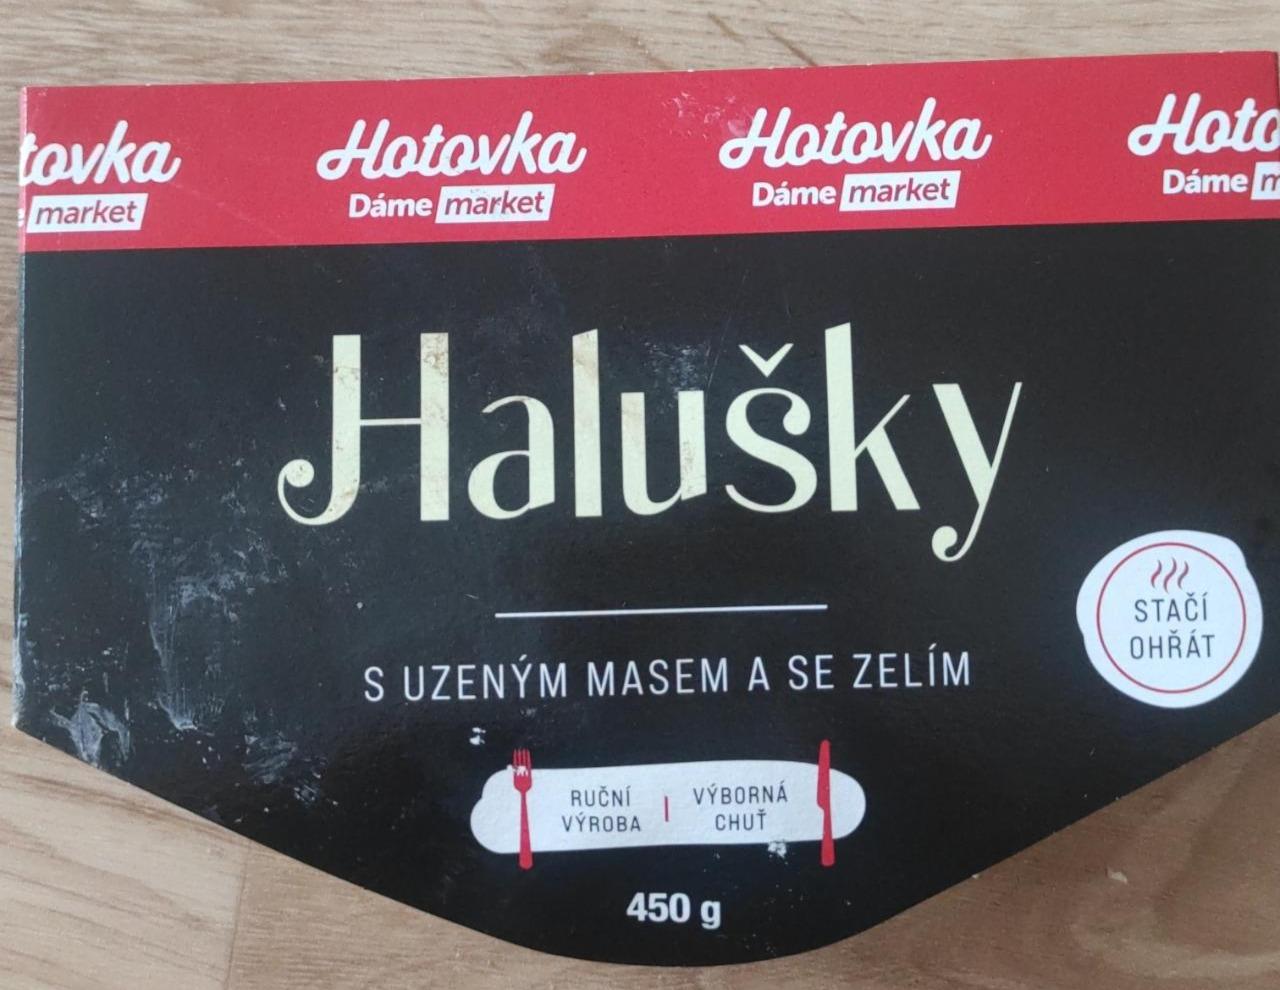 tovka
market
Hotovka
Dáme market
Hotovka
Dáme market
Hoto
Dáme m
Halušky
S UZENÝM MASEM A SE ZELÍM
STAČÍ
OHŘÁT
RUČNÍ
VÝROBA
VÝBORNÁ
CHUŤ
450 g